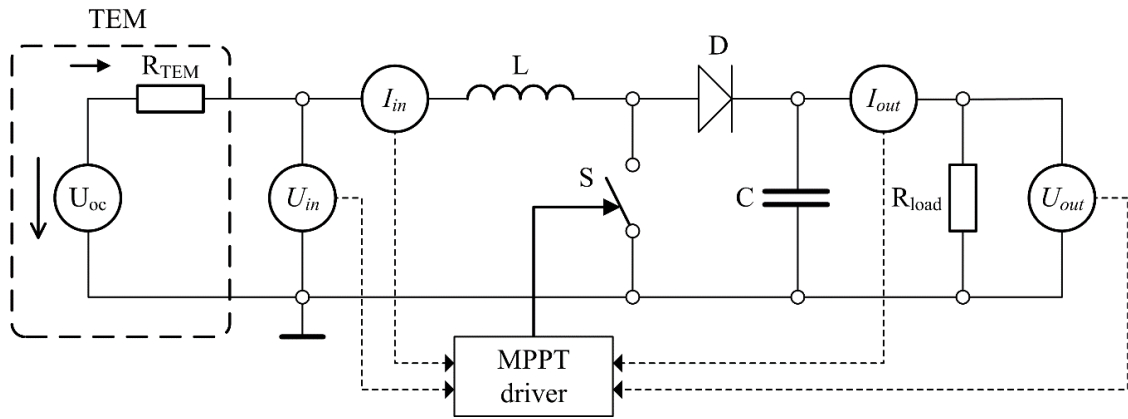 TEM
R_TEM
I_in
L
D
I_out
U_oc
U_in
S
C
R_load
U_out
MPPT
driver